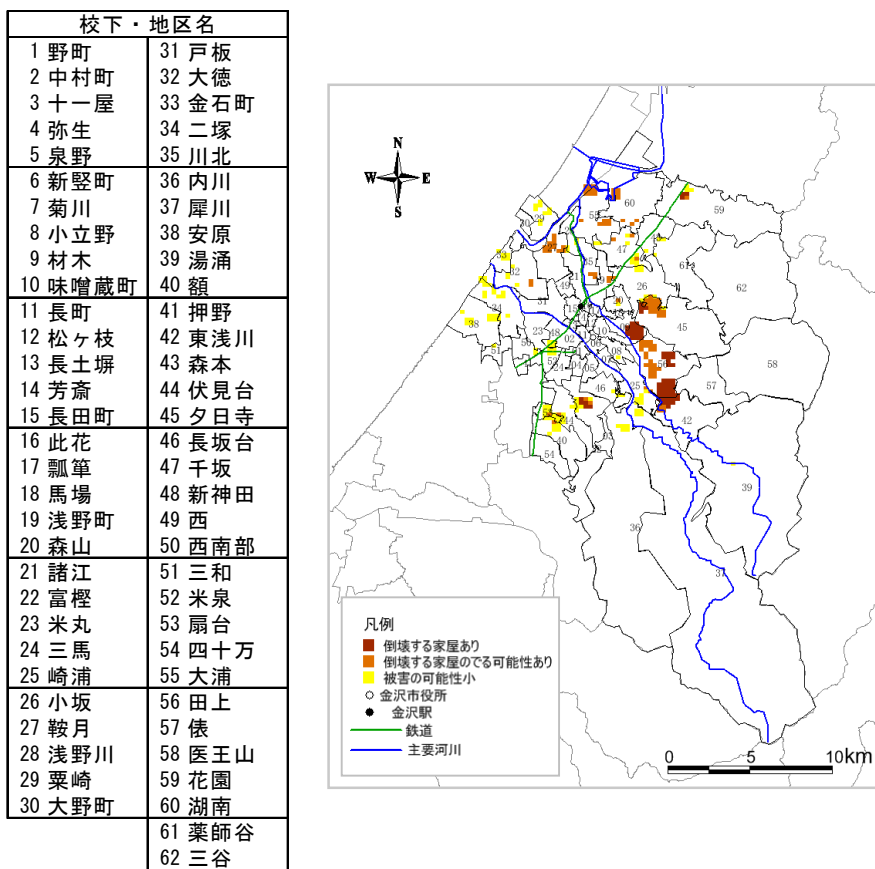 校下・地区名
1 野町 31 戸板
2 中村町 32 大徳
3 十一屋 33 金石町
4 弥生 34 二塚
5 泉野 35 川北
6 新竪町 36 内川
7 菊川 37 犀川
8 小立野 38 安原
9 材木 39 湯涌
10 味噌蔵町 40 額
11 長町 41 押野
12 松ヶ枝 42 東浅川
13 長土塀 43 森本
14 芳斎 44 伏見台
15 長田町 45 夕日寺
16 此花 46 長坂台
17 瓢箪 47 千坂
18 馬場 48 新神田
19 浅野町 49 西
20 森山 50 西南部
21 諸江 51 三和
22 富樫 52 米泉
23 米丸 53 扇台
24 三馬 54 四十万
25 崎浦 55 大浦
26 小坂 56 田上
27 鞍月 57 俵
28 浅野川 58 医王山
29 粟崎 59 花園
30 大野町 60 湖南
61 薬師谷
62 三谷
N
W E
S
60
59
29
47
62
32
49
26
31
38
23
48
02
45
58
51
57
46
25
44
40
42
54
39
36
37
凡例
倒壊する家屋あり
倒壊する家屋のでる可能性あり
被害の可能性小
金沢市役所
金沢駅
鉄道
主要河川
0 5 10km